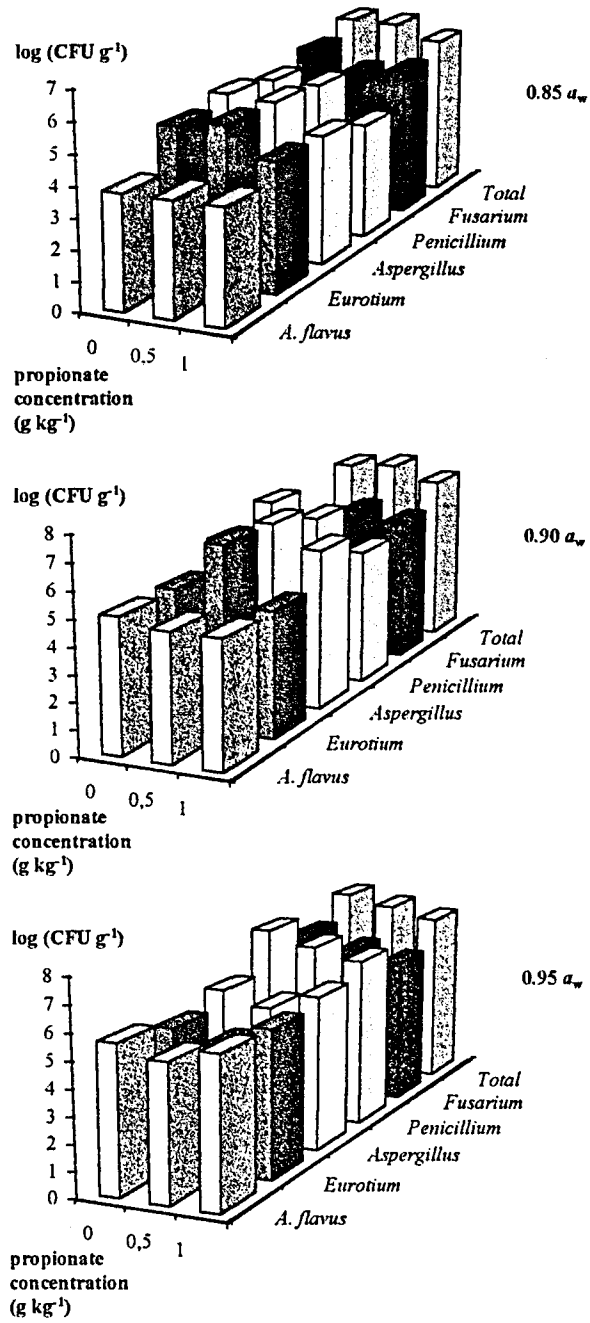 log (CFU g⁻¹)
7
6
5
4
3
2
1
0
0.85 a_w
Total
Fusarium
Penicillium
Aspergillus
Eurotium
A. flavus
0
0,5
1
propionate
concentration
(g kg⁻¹)
log (CFU g⁻¹)
8
7
6
5
4
3
2
1
0
0.90 a_w
Total
Fusarium
Penicillium
Aspergillus
Eurotium
A. flavus
0
0,5
1
propionate
concentration
(g kg⁻¹)
log (CFU g⁻¹)
8
7
6
5
4
3
2
1
0
0.95 a_w
Total
Fusarium
Penicillium
Aspergillus
Eurotium
A. flavus
0
0,5
1
propionate
concentration
(g kg⁻¹)